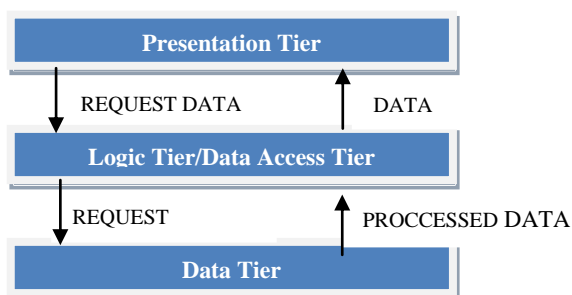 Presentation Tier
REQUEST DATA
DATA
Logic Tier/Data Access Tier
REQUEST
PROCCESSED DATA
Data Tier